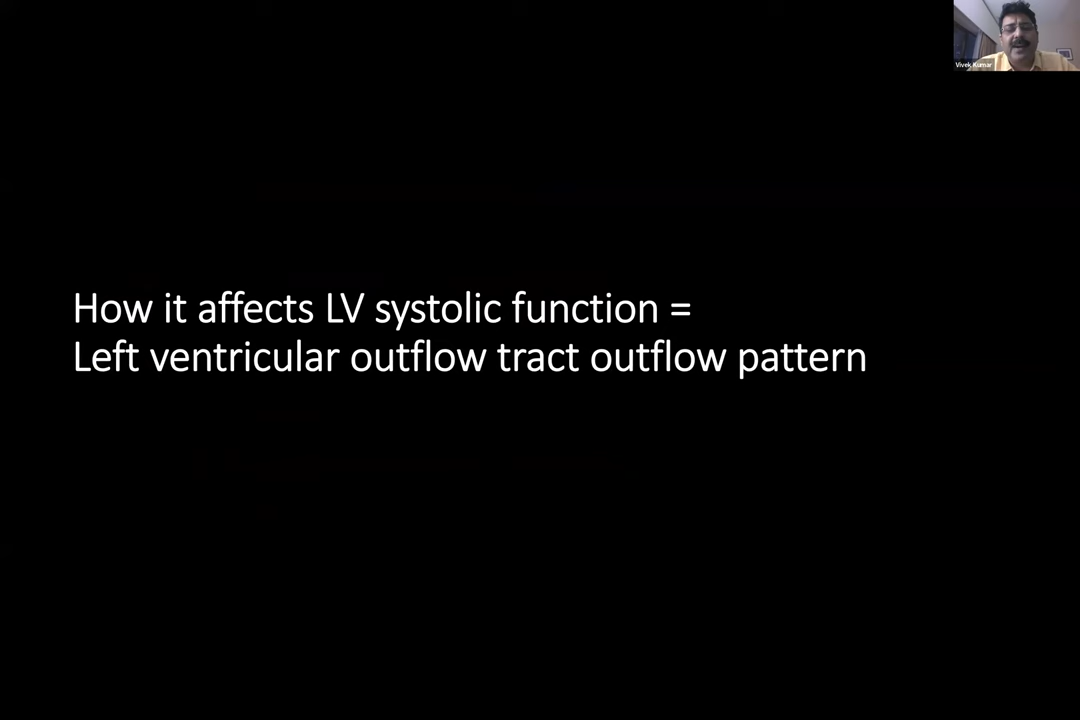 Vivek Kumar
How it affects LV systolic function =
Left ventricular outflow tract outflow pattern